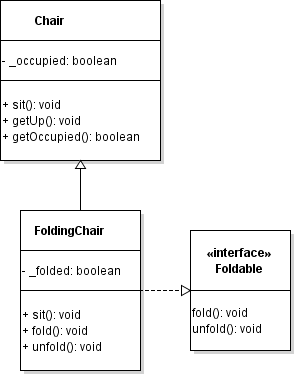 Chair
- _occupied: boolean
+ sit(): void
+ getUp(): void
+ getOccupied(): boolean
FoldingChair
- _folded: boolean
+ sit(): void
+ fold(): void
+ unfold(): void
«interface»
Foldable
fold(): void
unfold(): void